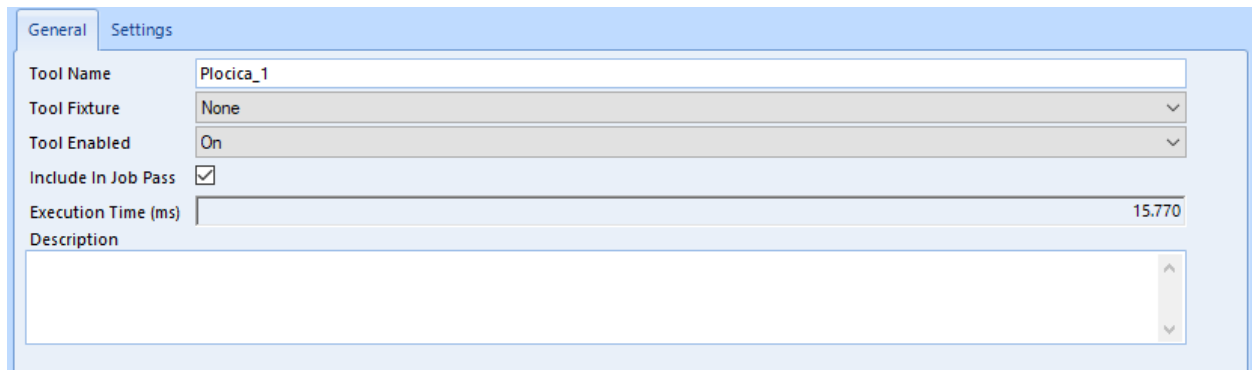 General Settings
Tool Name Plocica_1
Tool Fixture None
Tool Enabled On
Include In Job Pass
Execution Time (ms) 15.770
Description